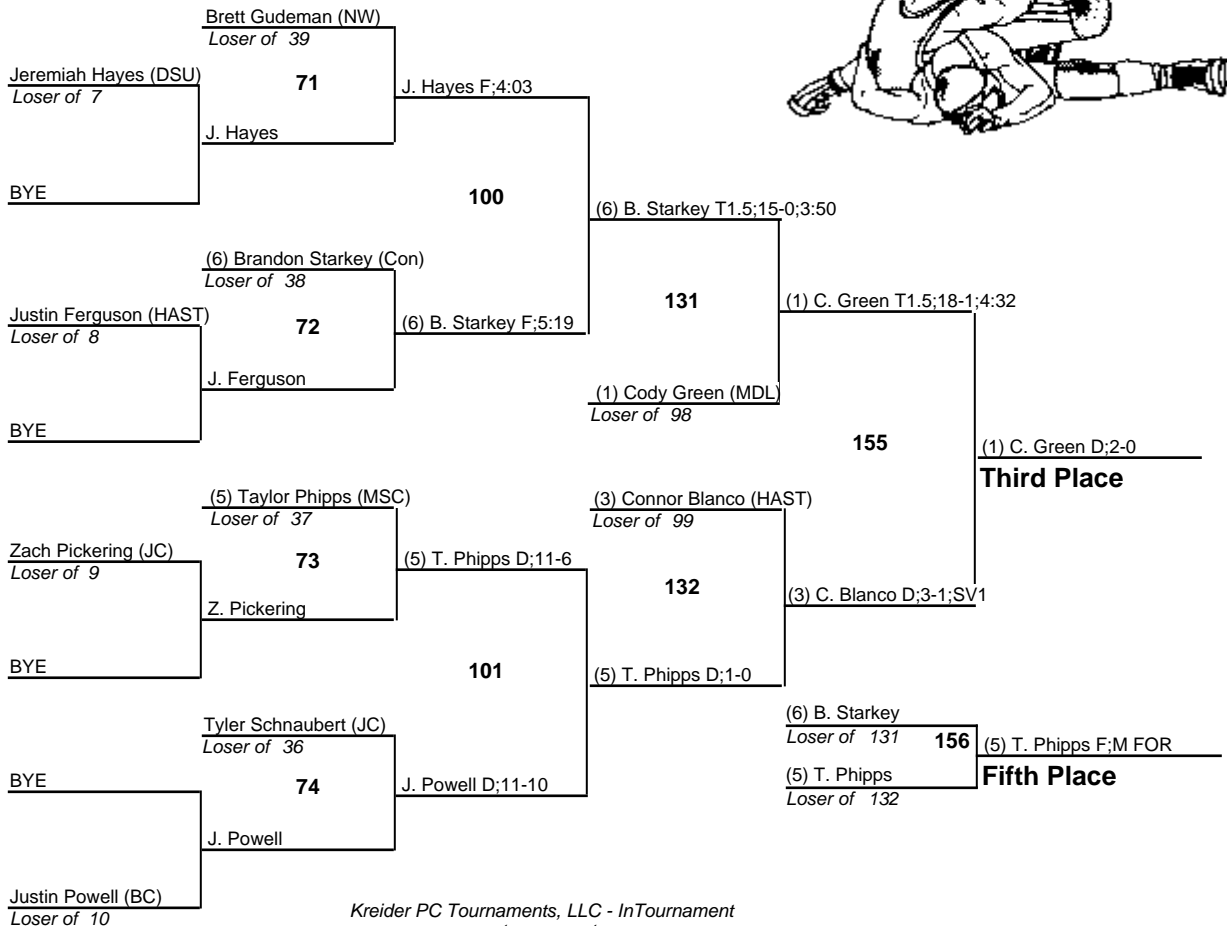 Brett Gudeman (NW)
Loser of 39
Jeremiah Hayes (DSU)
Loser of 7
71
J. Hayes F;4:03
J. Hayes
BYE
100
(6) B. Starkey T1.5;15-0;3:50
(6) Brandon Starkey (Con)
Loser of 38
Justin Ferguson (HAST)
Loser of 8
72
(6) B. Starkey F;5:19
131
(1) C. Green T1.5;18-1;4:32
J. Ferguson
(1) Cody Green (MDL)
Loser of 98
BYE
155
(1) C. Green D;2-0
Third Place
(5) Taylor Phipps (MSC)
Loser of 37
(3) Connor Blanco (HAST)
Loser of 99
Zach Pickering (JC)
Loser of 9
73
(5) T. Phipps D;11-6
132
(3) C. Blanco D;3-1;SV1
Z. Pickering
BYE
101
(5) T. Phipps D;1-0
Tyler Schnaubert (JC)
Loser of 36
(6) B. Starkey
Loser of 131
156
(5) T. Phipps F;M FOR
Fifth Place
BYE
74
J. Powell D;11-10
(5) T. Phipps
Loser of 132
J. Powell
Justin Powell (BC)
Loser of 10
Kreider PC Tournaments, LLC - InTournament